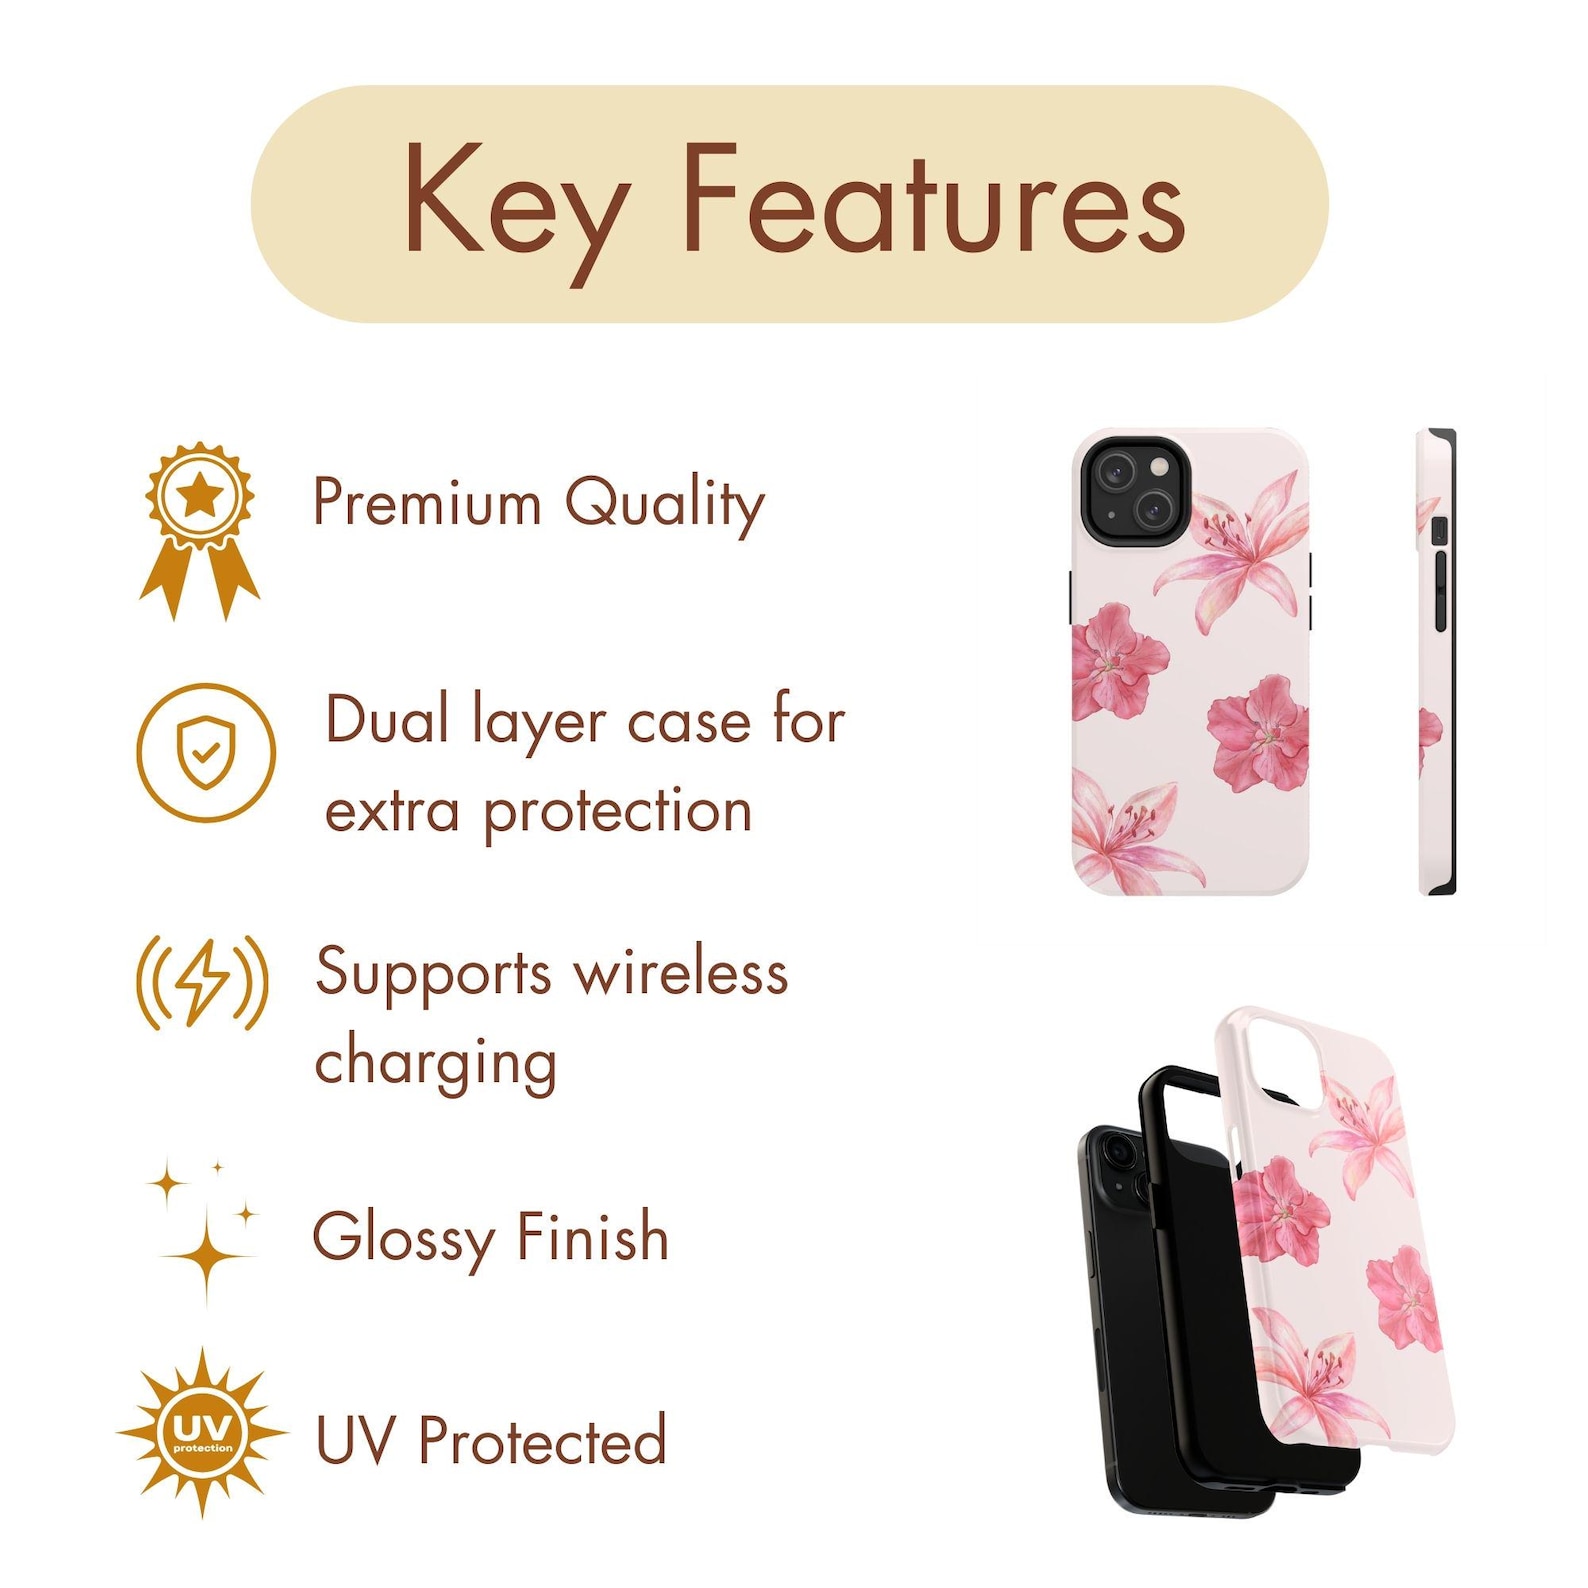 Key Features
Premium Quality
Dual layer case for
extra protection
Supports wireless
charging
Glossy Finish
UV
protection
UV Protected